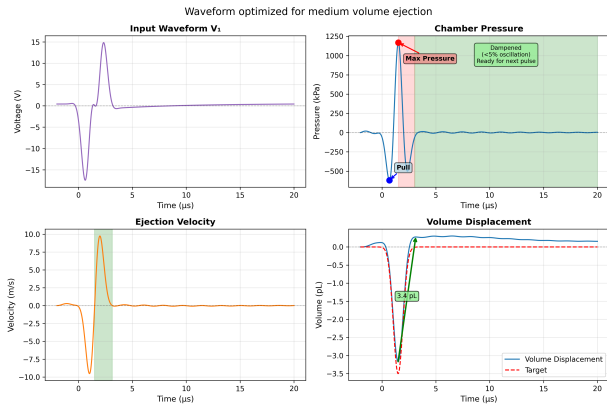 Waveform optimized for medium volume ejection
Input Waveform V₁
15
10
5
0
−5
−10
−15
Voltage (V)
0
5
10
15
20
Time (μs)
Chamber Pressure
1250
1000
750
500
250
0
−250
−500
Pressure (kPa)
Max Pressure
Dampened
(<5% oscillation)
Ready for next pulse
Pull
0
5
10
15
20
Time (μs)
Ejection Velocity
10.0
7.5
5.0
2.5
0.0
−2.5
−5.0
−7.5
−10.0
Velocity (m/s)
0
5
10
15
20
Time (μs)
Volume Displacement
0.0
−0.5
−1.0
−1.5
−2.0
−2.5
−3.0
−3.5
Volume (pL)
3.4 pL
Volume Displacement
Target
0
5
10
15
20
Time (μs)